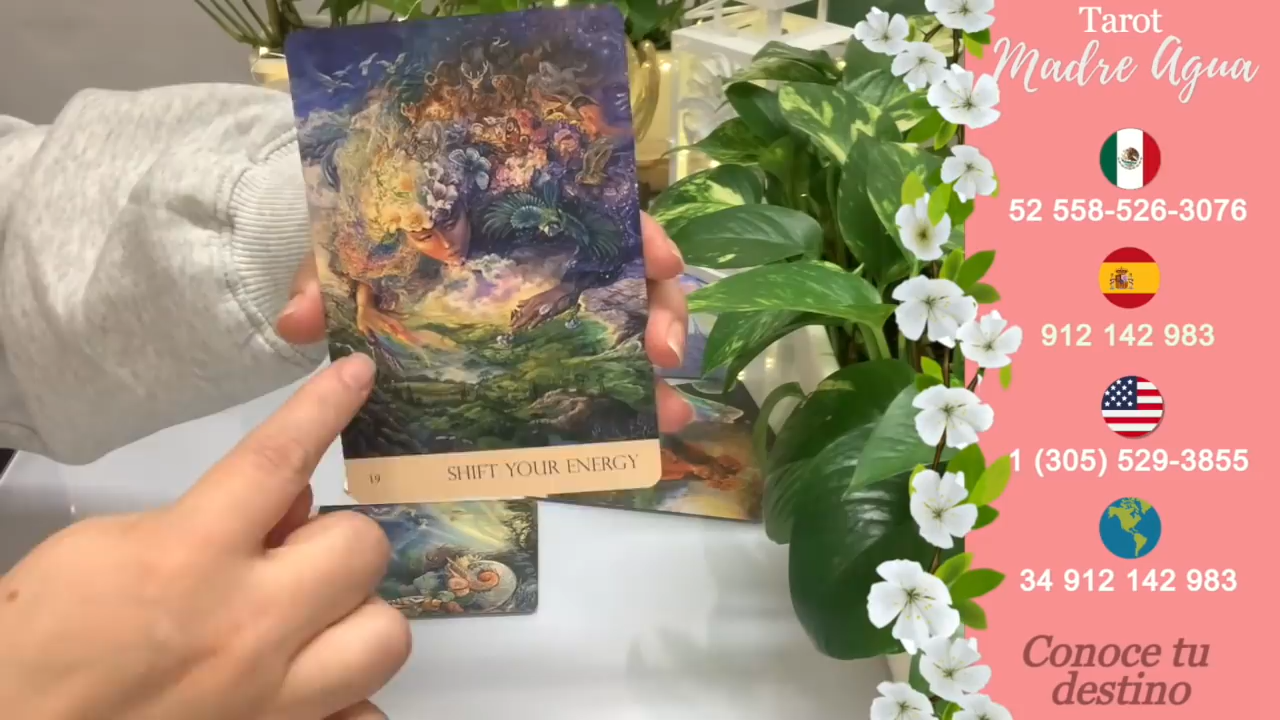 19
SHIFT YOUR ENERGY
Tarot
Madre Agua
52 558-526-3076
912 142 983
1 (305) 529-3855
34 912 142 983
Conoce tu
destino